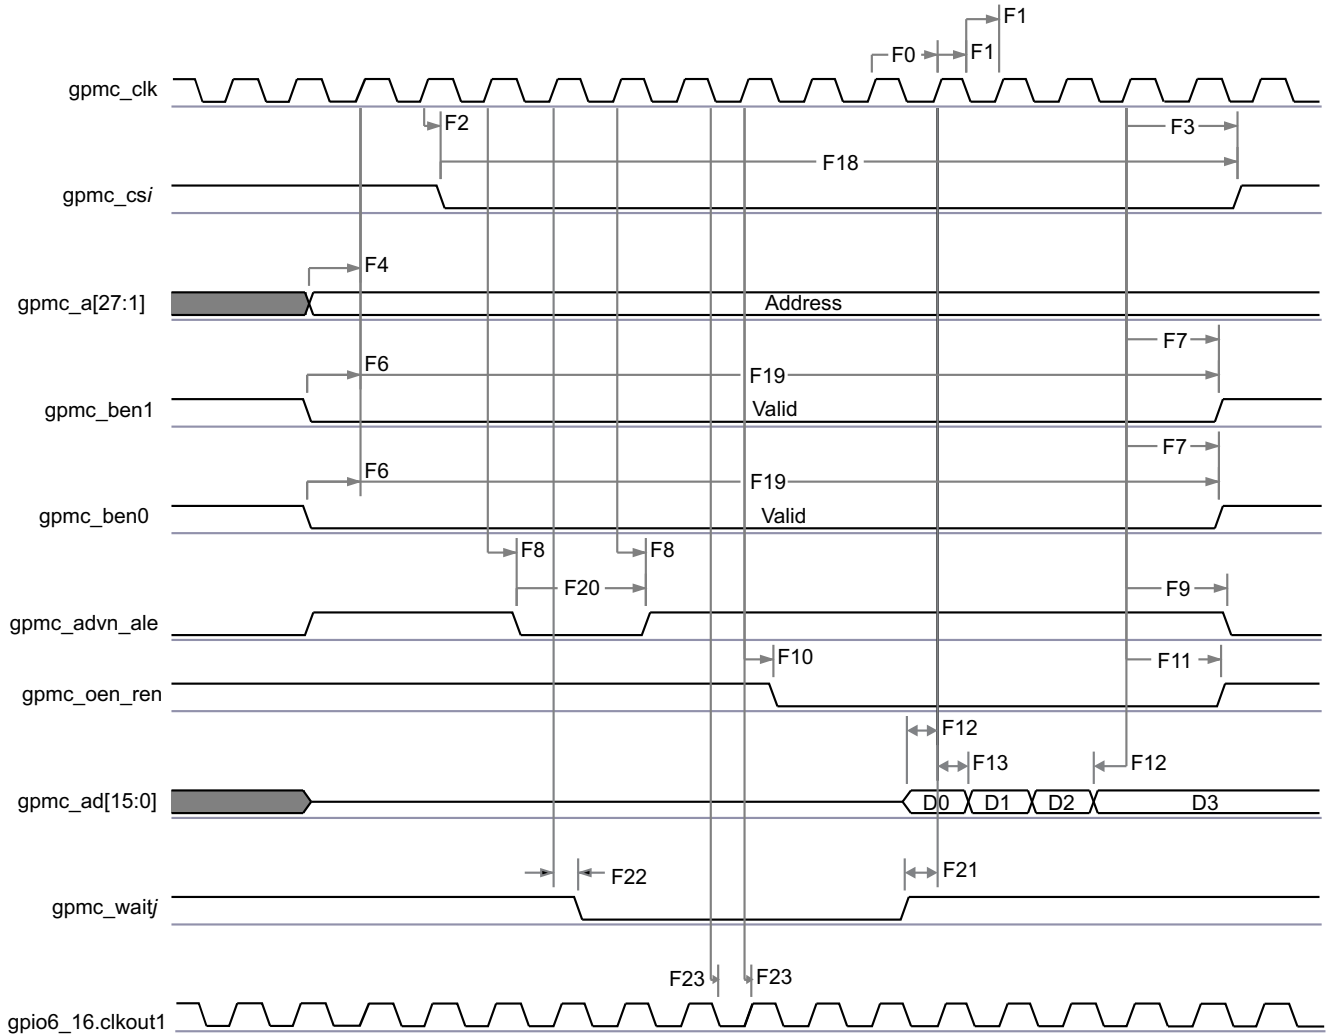 F1
F0
F1
gpmc_clk
F2
F3
F18
gpmc_csi
F4
gpmc_a[27:1]
Address
F7
F6
F19
gpmc_ben1
Valid
F7
F6
F19
gpmc_ben0
Valid
F8
F8
F20
F9
gpmc_advn_ale
F10
F11
gpmc_oen_ren
F12
F13
F12
gpmc_ad[15:0]
D0 D1 D2 D3
F22
F21
gpmc_waitj
F23
F23
gpio6_16.clkout1